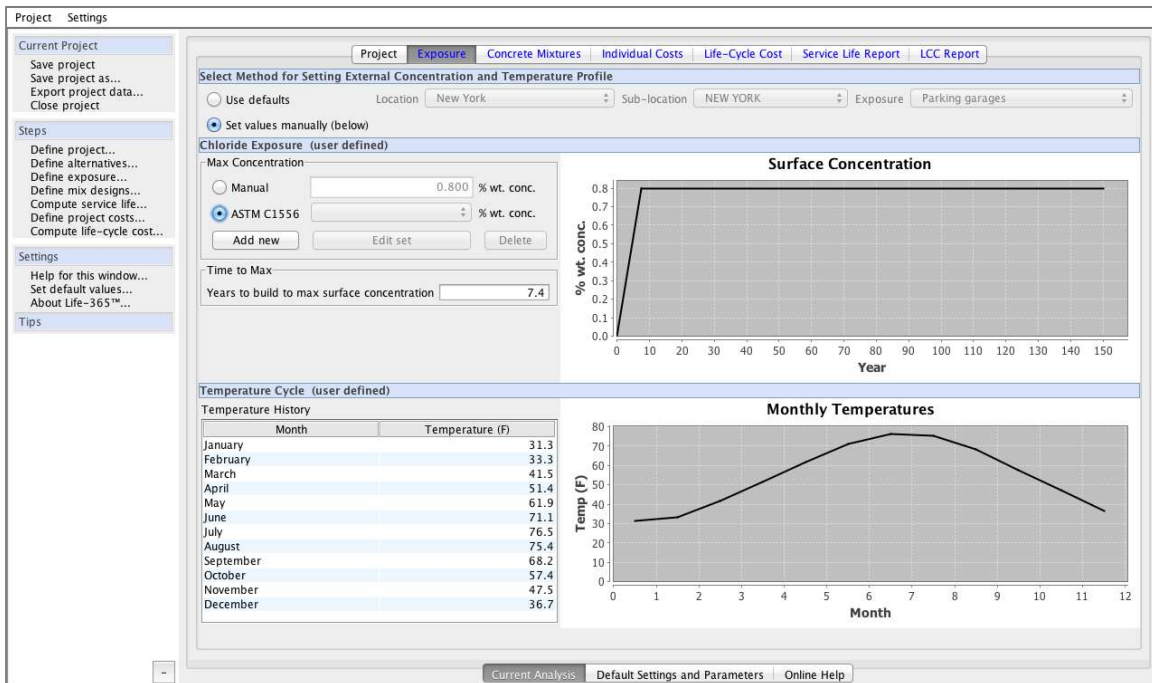 Project Settings
Current Project
Save project
Save project as...
Export project data...
Close project
Steps
Define project...
Define alternatives...
Define exposure...
Define mix designs...
Compute service life...
Define project costs...
Compute life-cycle cost...
Settings
Help for this window...
Set default values...
About Life-365™...
Tips
-
Project Exposure Concrete Mixtures Individual Costs Life-Cycle Cost Service Life Report LCC Report
Select Method for Setting External Concentration and Temperature Profile
Use defaults Location New York Sub-location NEW YORK Exposure Parking garages
Set values manually (below)
Chloride Exposure (user defined)
Max Concentration
Manual 0.800 % wt. conc.
ASTM C1556 % wt. conc.
Add new Edit set Delete
Time to Max
Years to build to max surface concentration 7.4
Surface Concentration
% wt. conc.
0.8
0.7
0.6
0.5
0.4
0.3
0.2
0.1
0.0
0 10 20 30 40 50 60 70 80 90 100 110 120 130 140 150
Year
Temperature Cycle (user defined)
Temperature History
Month Temperature (F)
January 31.3
February 33.3
March 41.5
April 51.4
May 61.9
June 71.1
July 76.5
August 75.4
September 68.2
October 57.4
November 47.5
December 36.7
Monthly Temperatures
Temp (F)
80
70
60
50
40
30
20
10
0
0 1 2 3 4 5 6 7 8 9 10 11 12
Month
Current Analysis Default Settings and Parameters Online Help